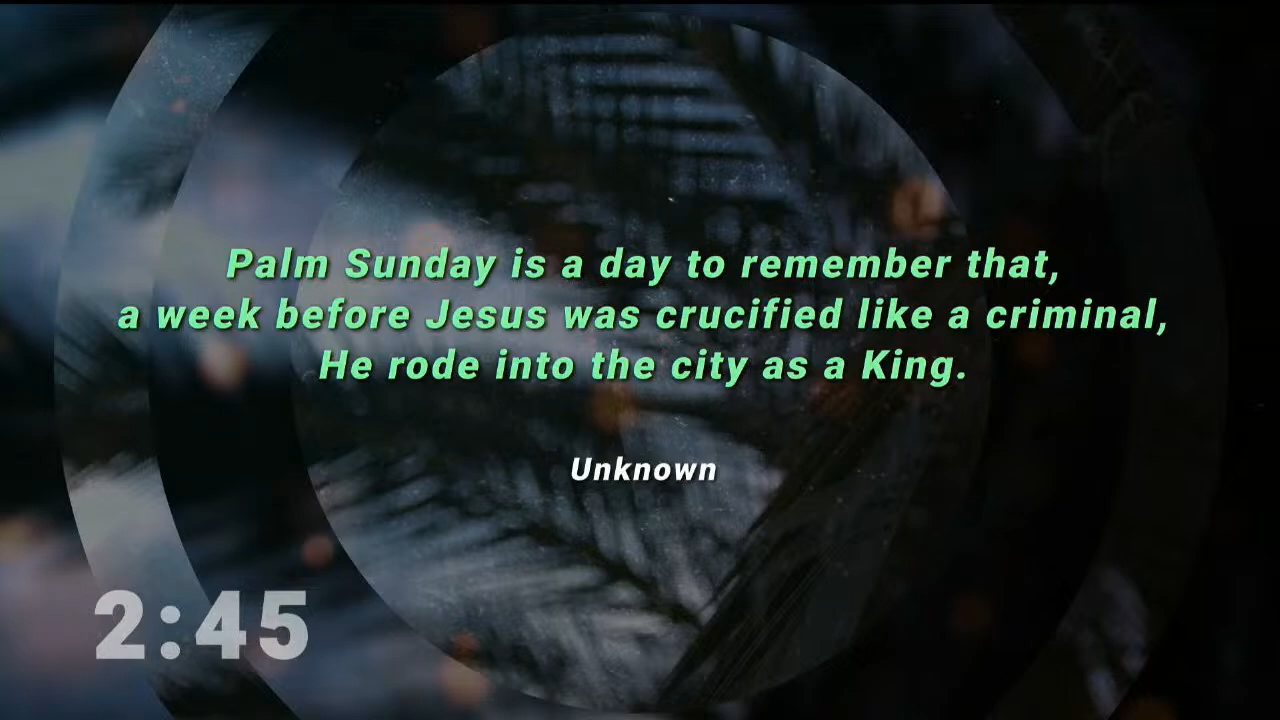 Palm Sunday is a day to remember that,
a week before Jesus was crucified like a criminal,
He rode into the city as a King.
Unknown
2:45